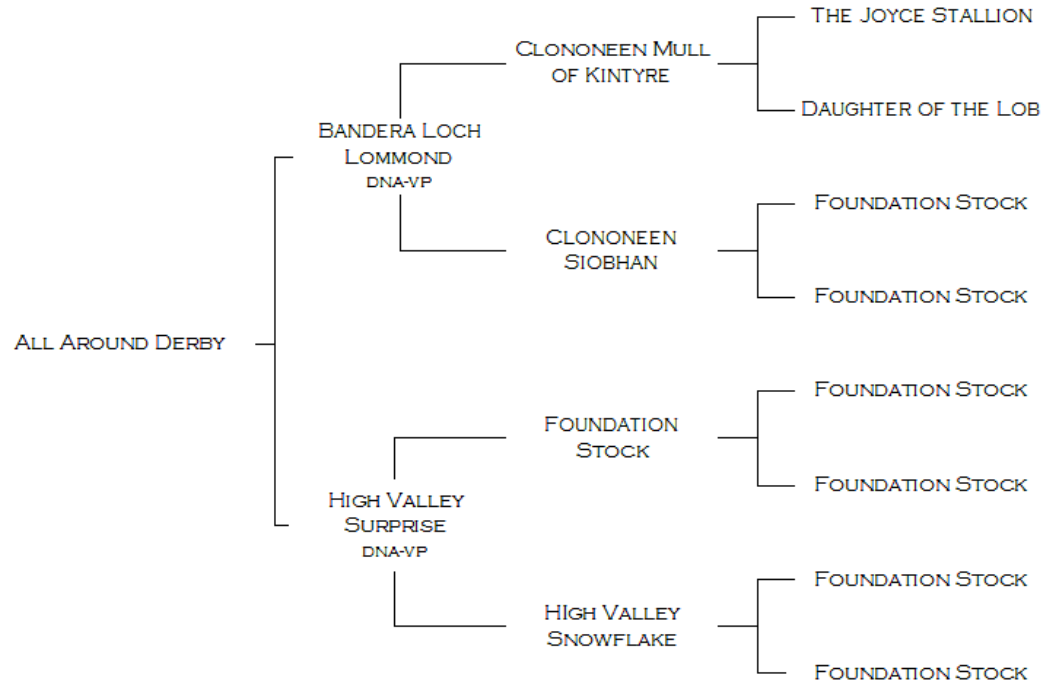 The Joyce Stallion
Clononeen Mull
of Kintyre
Daughter of the Lob
Bandera Loch
Lommond
DNA-VP
Foundation Stock
Clononeen
Siobhan
Foundation Stock
All Around Derby
Foundation Stock
Foundation
Stock
Foundation Stock
High Valley
Surprise
DNA-VP
Foundation Stock
HIgh Valley
Snowflake
Foundation Stock